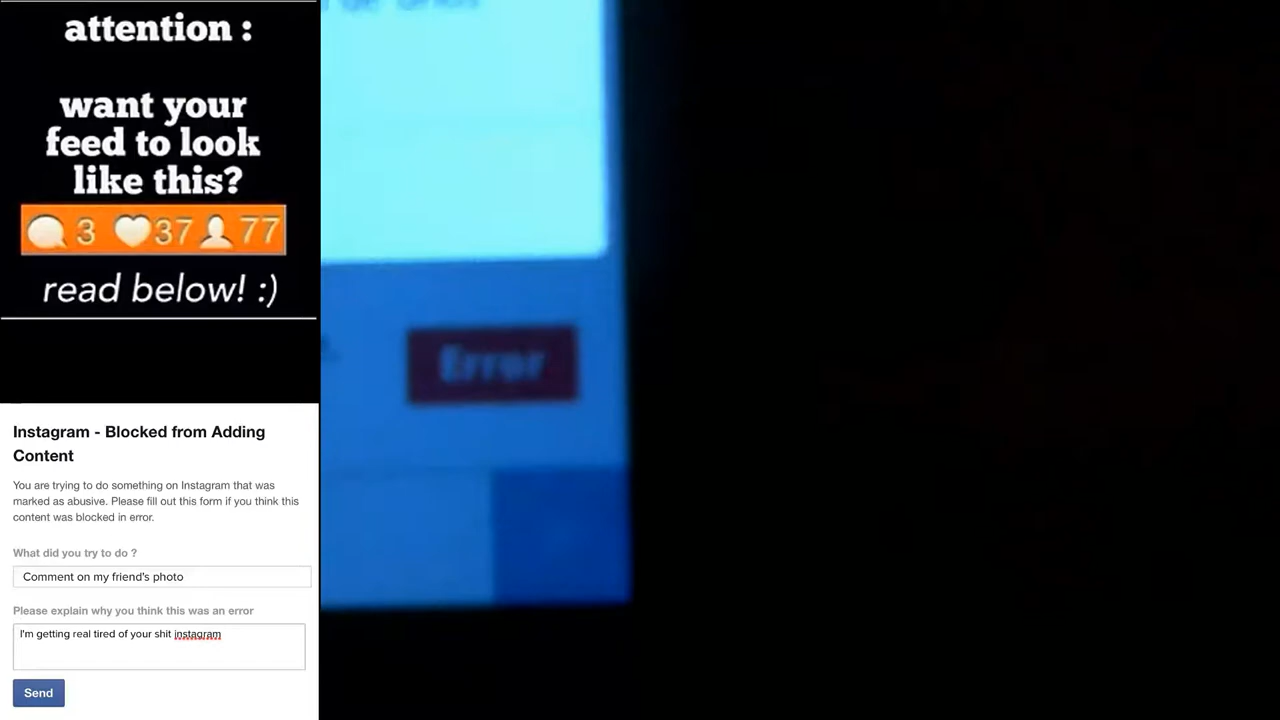 attention :
want your
feed to look
like this?
3 37 77
read below! :)
Instagram - Blocked from Adding
Content
You are trying to do something on Instagram that was
marked as abusive. Please fill out this form if you think this
content was blocked in error.
What did you try to do ?
Comment on my friend's photo
Please explain why you think this was an error
I'm getting real tired of your shit instagram
Send
Error